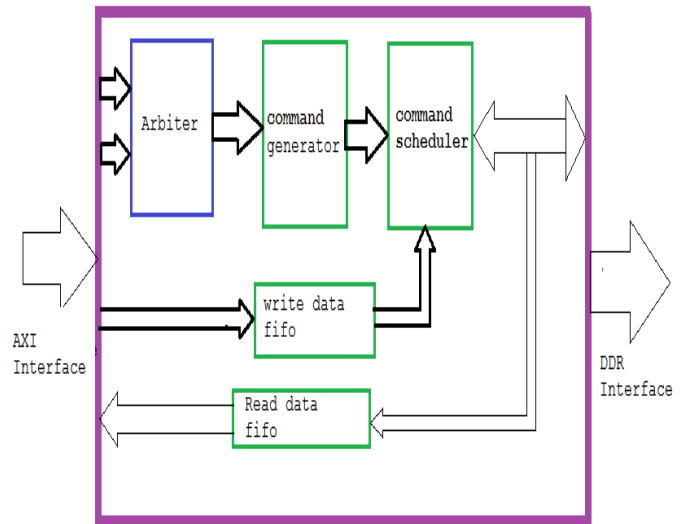 Arbiter
command
generator
command
scheduler
write data
fifo
AXI
Interface
DDR
Interface
Read data
fifo